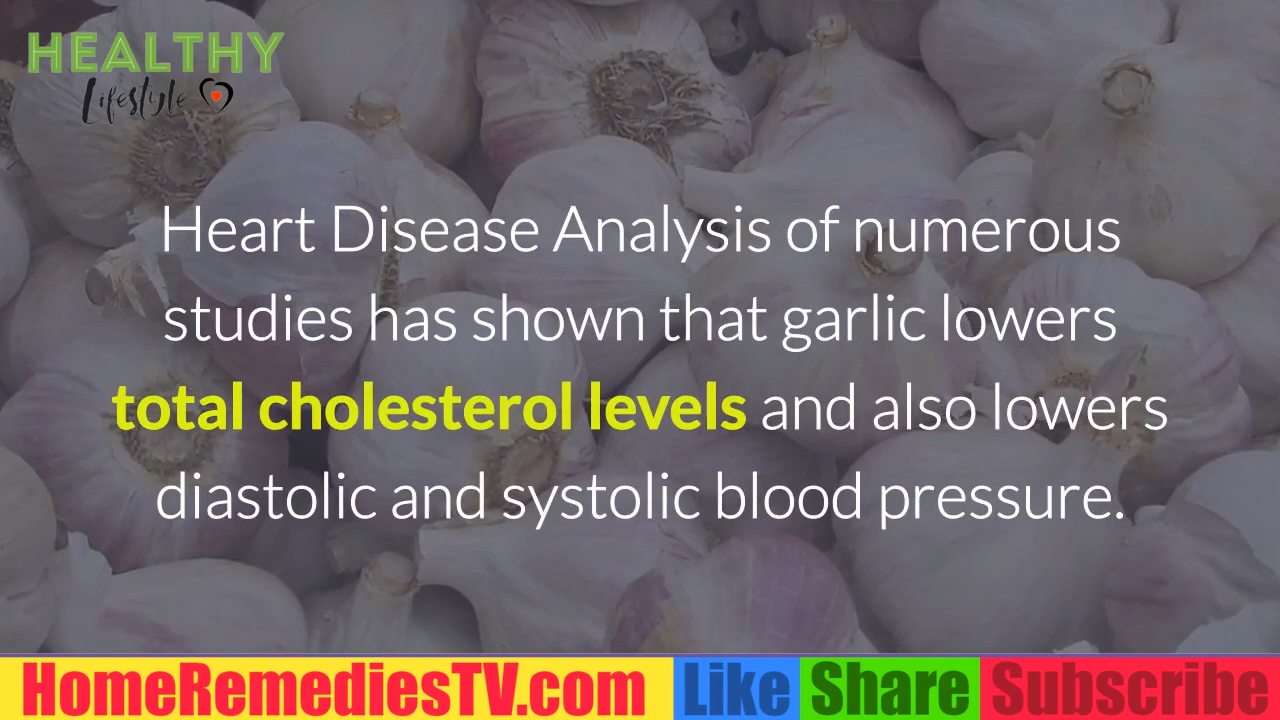 HEALTHY
Lifestyle
Heart Disease Analysis of numerous
studies has shown that garlic lowers
total cholesterol levels and also lowers
diastolic and systolic blood pressure.
HomeRemediesTV.com Like Share Subscribe